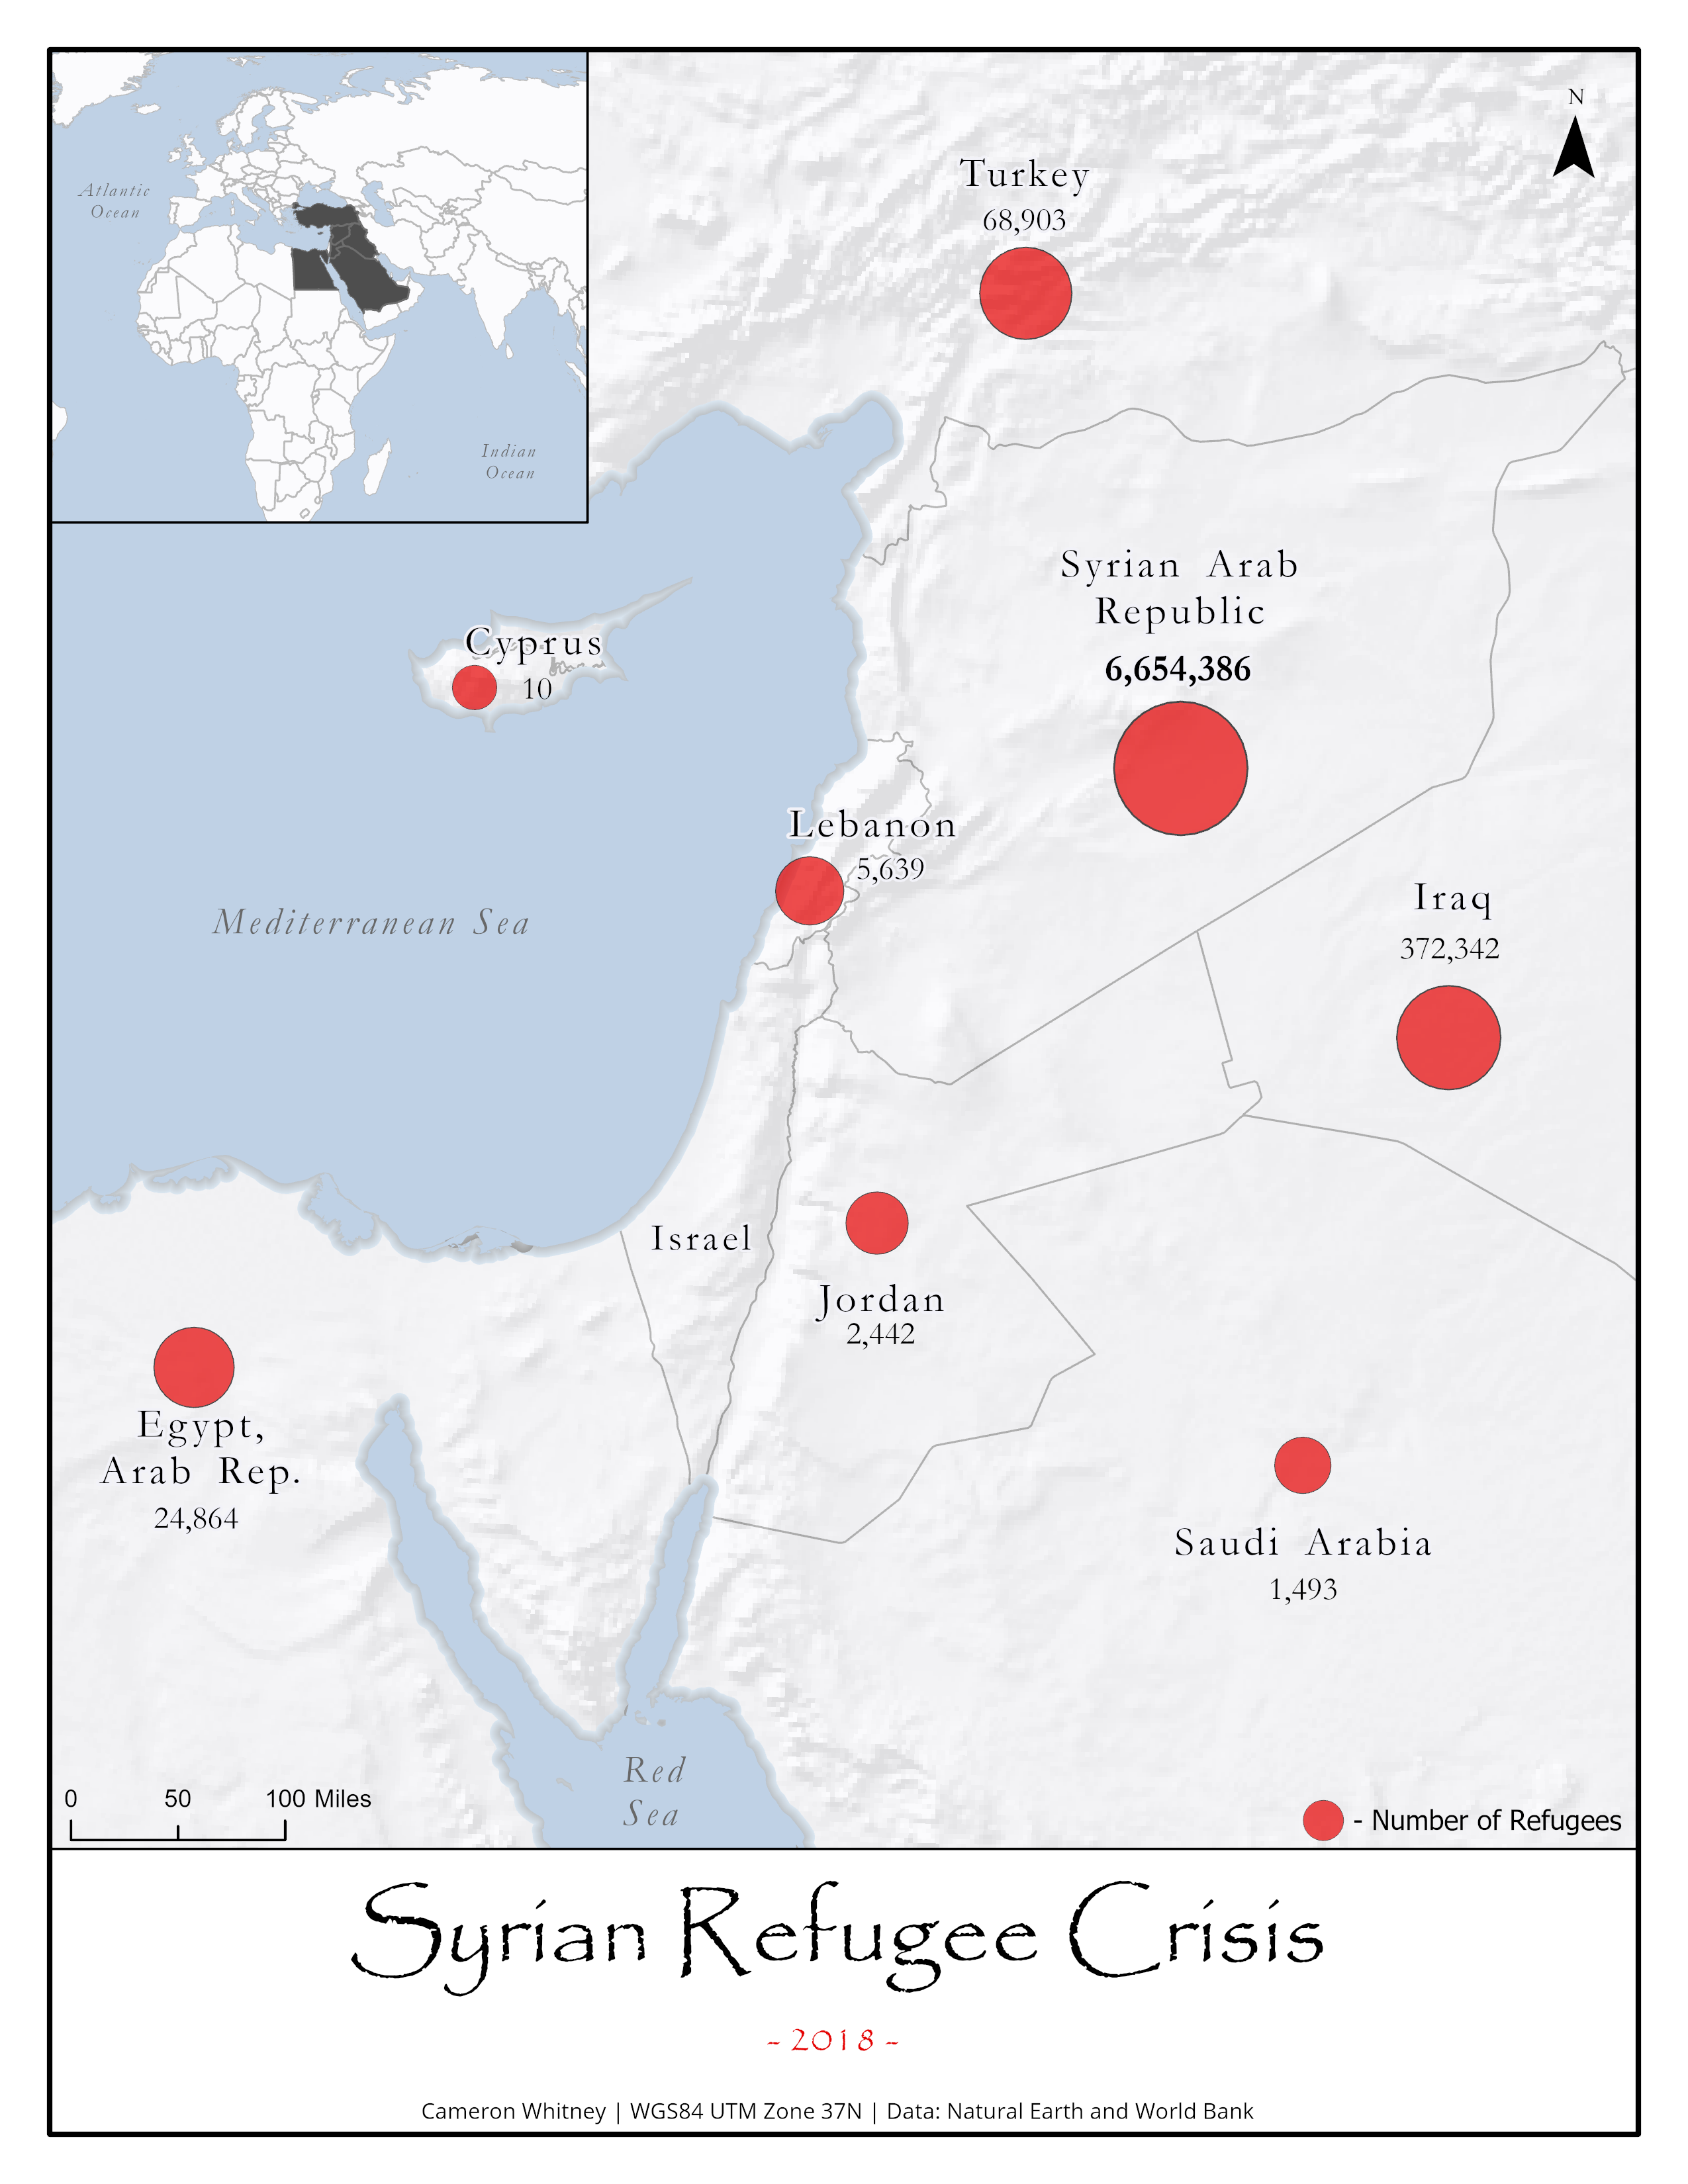 Atlantic
Ocean
Indian
Ocean
N
Turkey
68,903
Syrian Arab
Republic
6,654,386
Cyprus
10
Lebanon
5,639
Mediterranean Sea
Iraq
372,342
Israel
Jordan
2,442
Egypt,
Arab Rep.
24,864
Saudi Arabia
1,493
Red
Sea
0 50 100 Miles
- Number of Refugees
Syrian Refugee Crisis
- 2018 -
Cameron Whitney | WGS84 UTM Zone 37N | Data: Natural Earth and World Bank